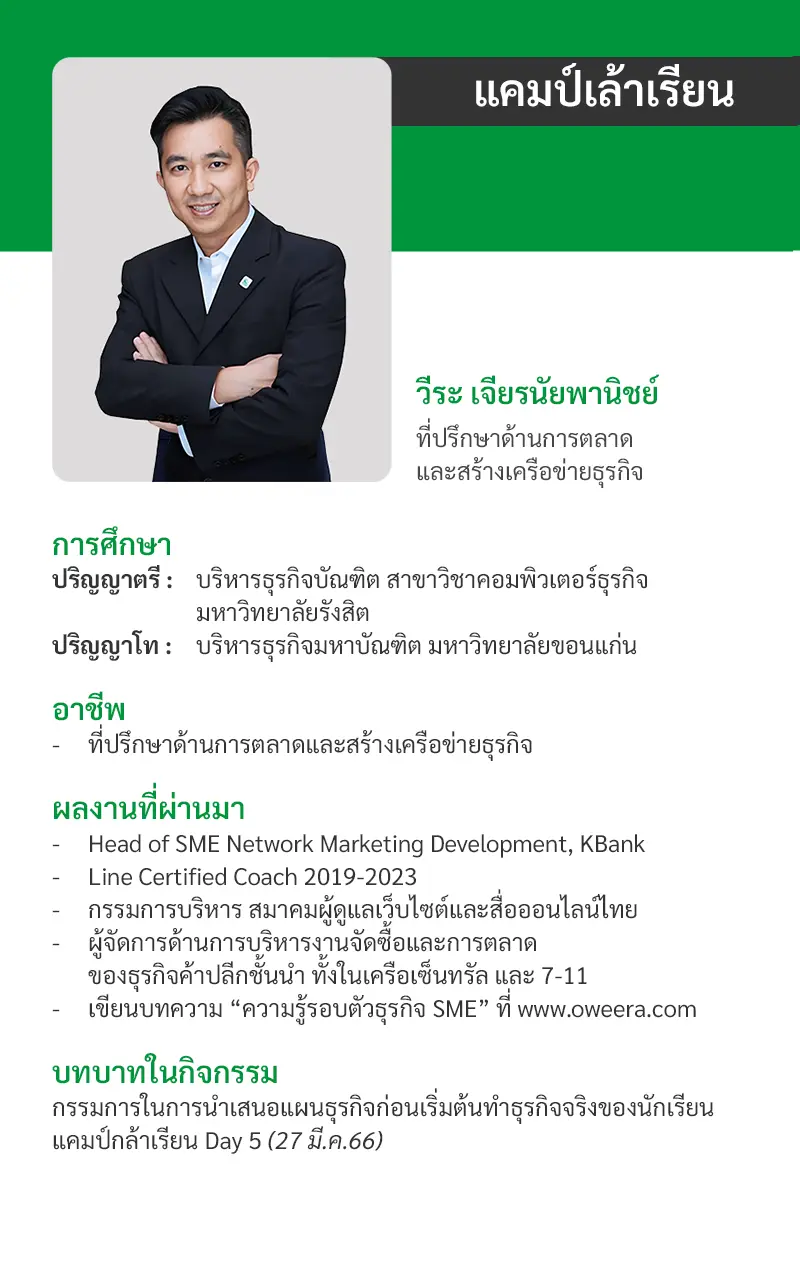 แคมป์เล้าเรียน
วีระ เจียรนัยพานิชย์
ที่ปรึกษาด้านการตลาด
และสร้างเครือข่ายธุรกิจ
การศึกษา
ปริญญาตรี : บริหารธุรกิจบัณฑิต สาขาวิชาคอมพิวเตอร์ธุรกิจ
มหาวิทยาลัยรังสิต
ปริญญาโท : บริหารธุรกิจมหาบัณฑิต มหาวิทยาลัยขอนแก่น
อาชีพ
- ที่ปรึกษาด้านการตลาดและสร้างเครือข่ายธุรกิจ
ผลงานที่ผ่านมา
- Head of SME Network Marketing Development, KBank
- Line Certified Coach 2019-2023
- กรรมการบริหาร สมาคมผู้ดูแลเว็บไซต์และสื่อออนไลน์ไทย
- ผู้จัดการด้านการบริหารงานจัดซื้อและการตลาด
ของธุรกิจค้าปลีกชั้นนำ ทั้งในเครือเซ็นทรัล และ 7-11
- เขียนบทความ “ความรู้รอบตัวธุรกิจ SME” ที่ www.oweera.com
บทบาทในกิจกรรม
กรรมการในการนำเสนอแผนธุรกิจก่อนเริ่มต้นทำธุรกิจจริงของนักเรียน
แคมป์กล้าเรียน Day 5 (27 มี.ค.66)